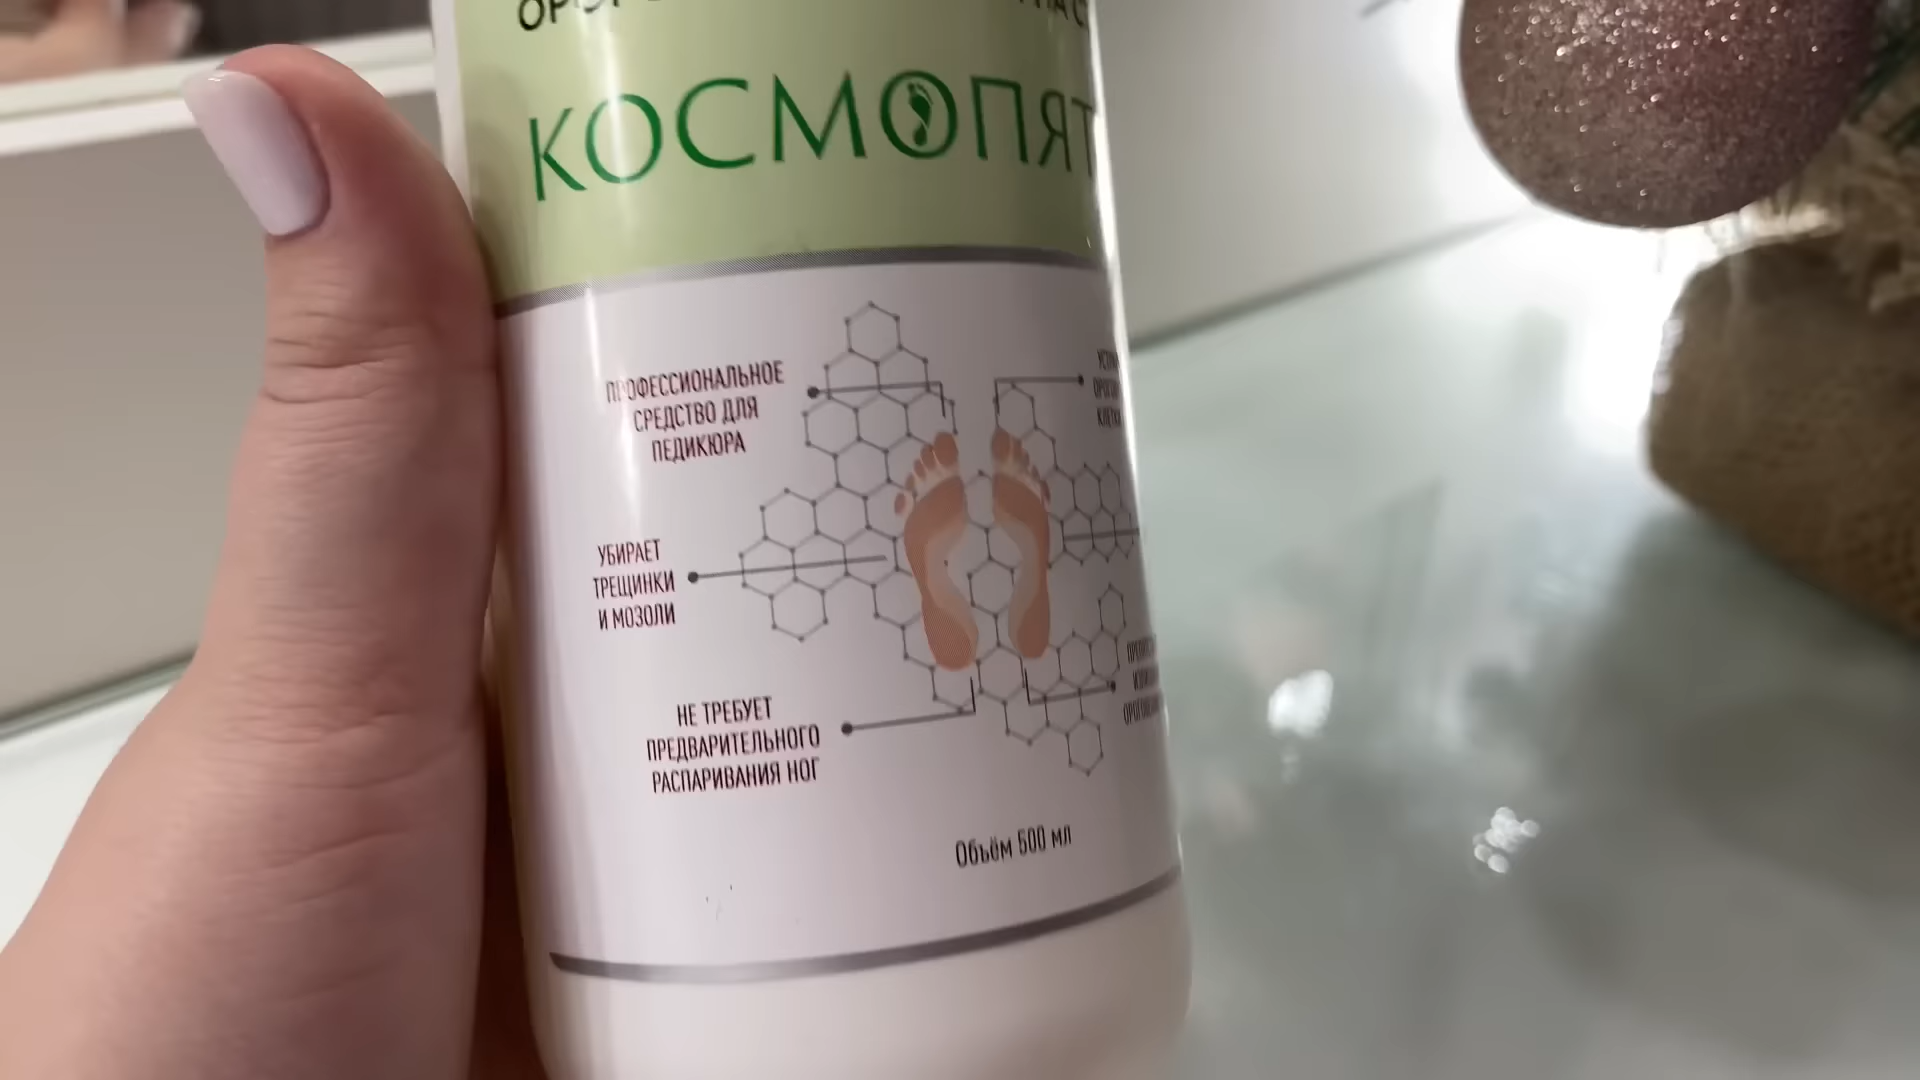 КОСМОПЯТ
ПРОФЕССИОНАЛЬНОЕ
СРЕДСТВО ДЛЯ
ПЕДИКЮРА
УБИРАЕТ
ТРЕЩИНКИ
И МОЗОЛИ
НЕ ТРЕБУЕТ
ПРЕДВАРИТЕЛЬНОГО
РАСПАРИВАНИЯ НОГ
Объём 500 мл